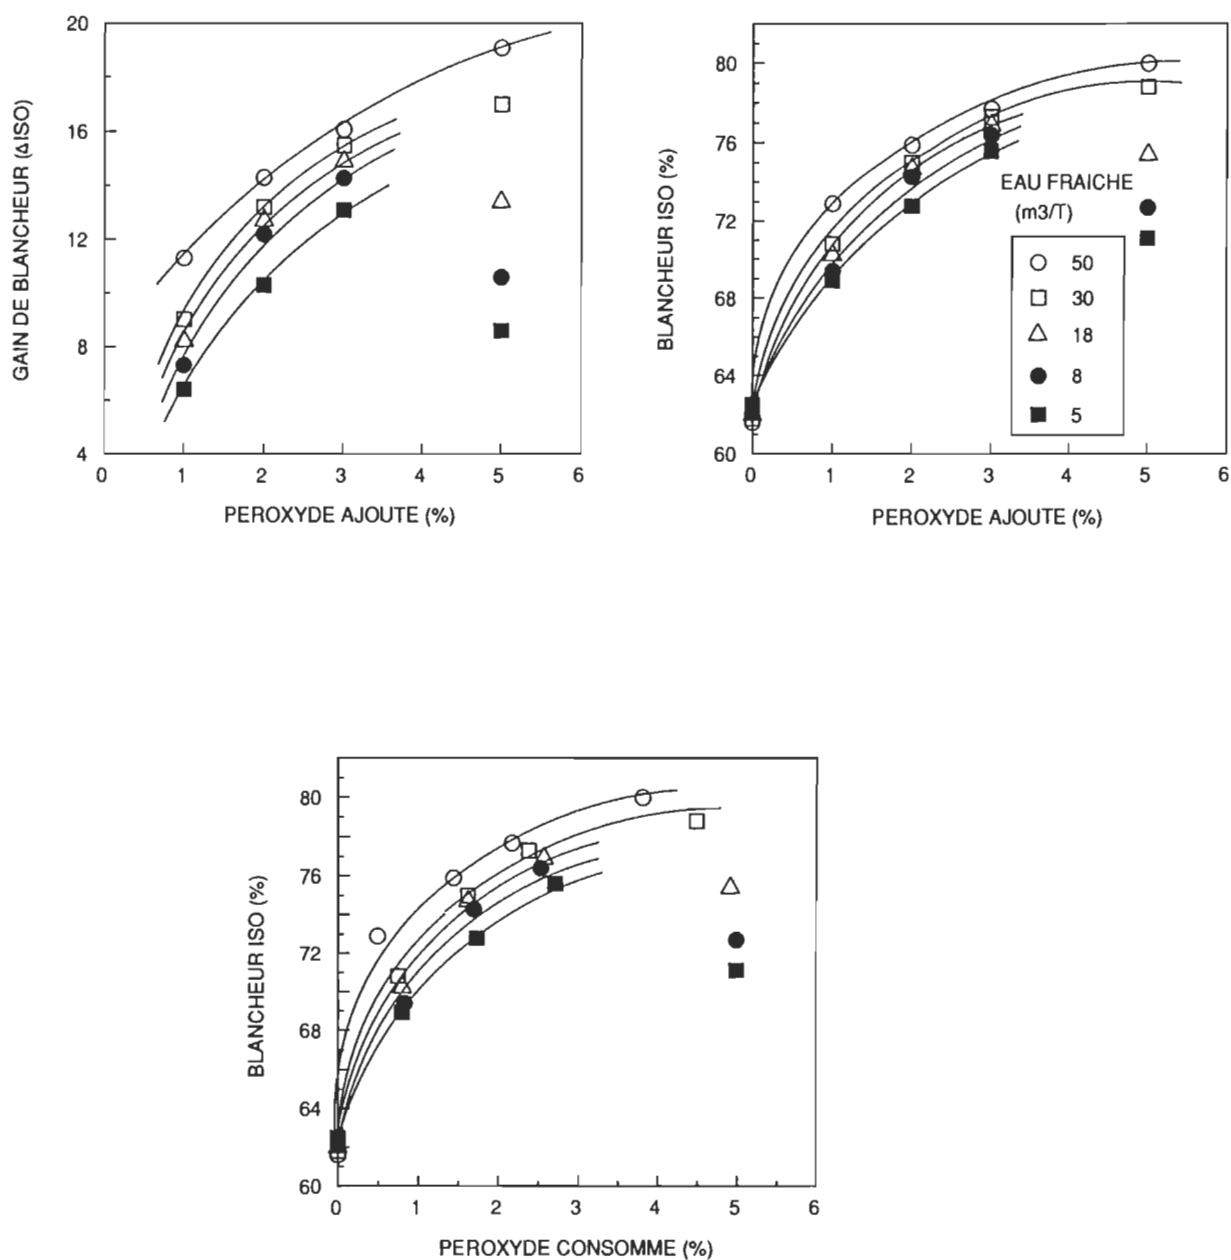 GAIN DE BLANCHEUR (ΔISO)
20
16
12
8
4
0 1 2 3 4 5 6
PEROXYDE AJOUTE (%)
BLANCHEUR ISO (%)
80
76
72
68
64
60
0 1 2 3 4 5 6
PEROXYDE AJOUTE (%)
EAU FRAICHE
(m3/T)
50
30
18
8
5
BLANCHEUR ISO (%)
80
76
72
68
64
60
0 1 2 3 4 5 6
PEROXYDE CONSOMME (%)